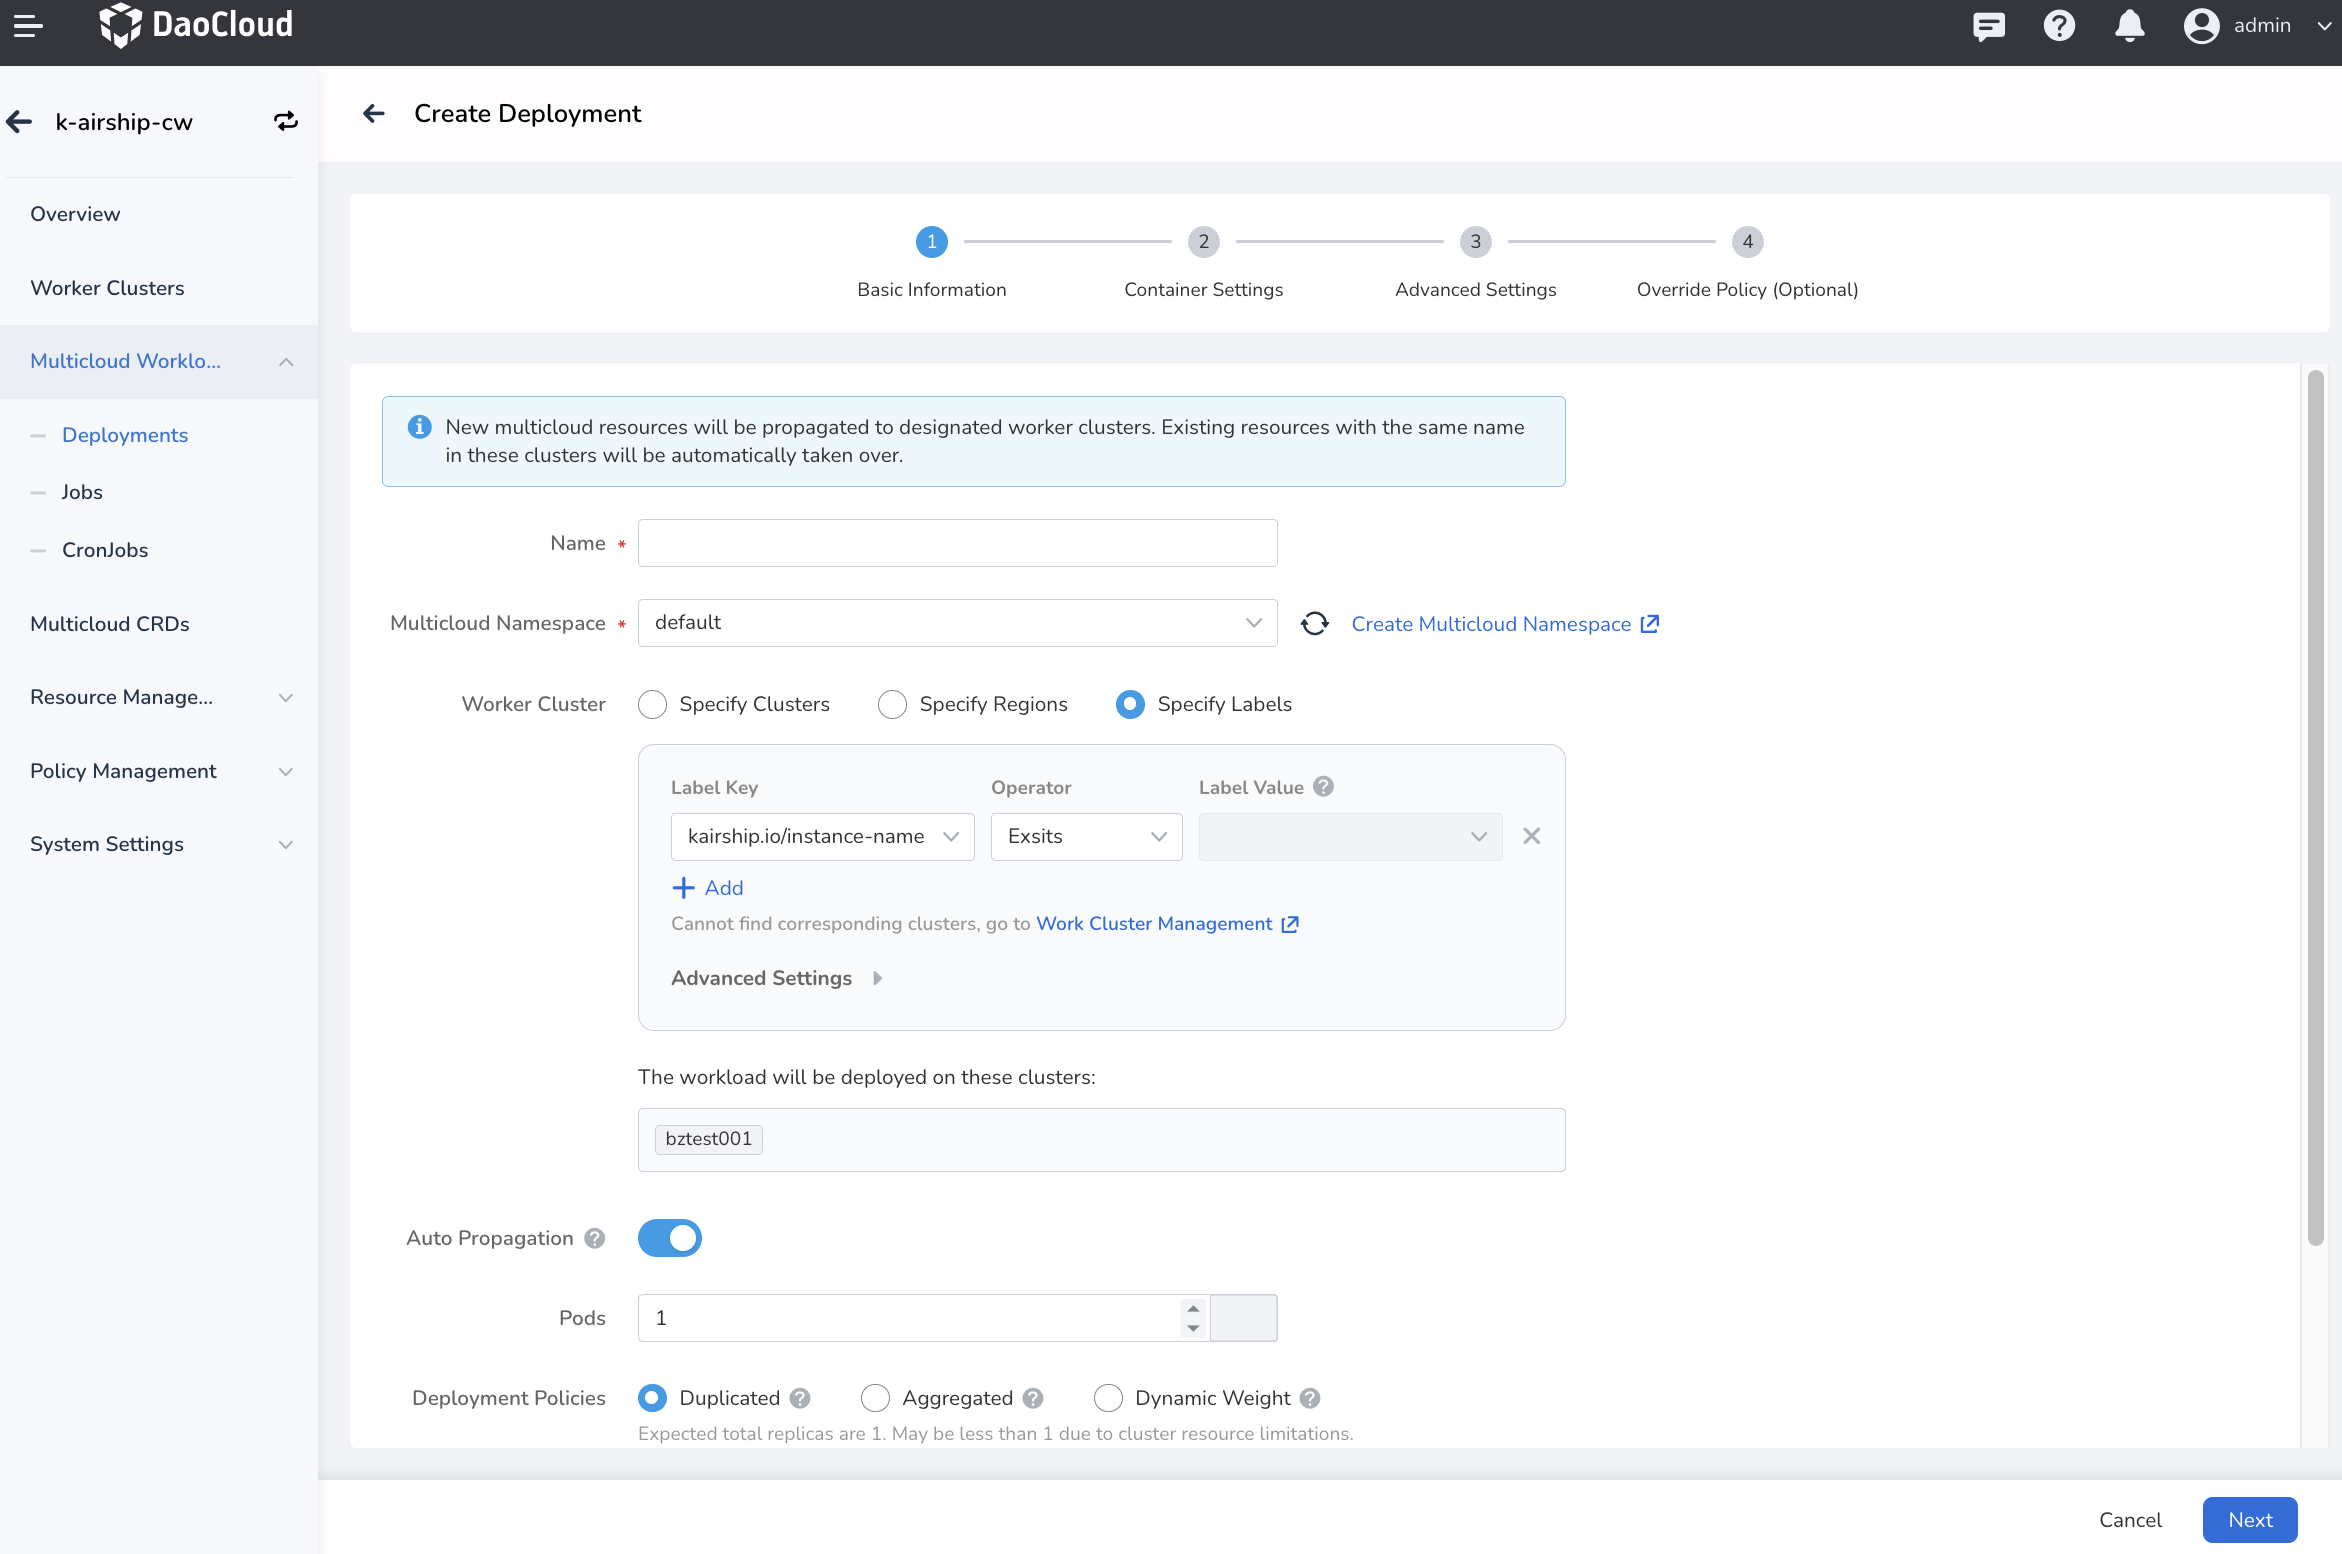 DaoCloud
admin
k-airship-cw
Overview
Worker Clusters
Multicloud Worklo...
Deployments
Jobs
CronJobs
Multicloud CRDs
Resource Manage...
Policy Management
System Settings
Create Deployment
1
2
3
4
Basic Information
Container Settings
Advanced Settings
Override Policy (Optional)
New multicloud resources will be propagated to designated worker clusters. Existing resources with the same name
in these clusters will be automatically taken over.
Name *
Multicloud Namespace * default Create Multicloud Namespace
Worker Cluster Specify Clusters Specify Regions Specify Labels
Label Key Operator Label Value
kairship.io/instance-name Exsits
Add
Cannot find corresponding clusters, go to Work Cluster Management
Advanced Settings
The workload will be deployed on these clusters:
bztest001
Auto Propagation
Pods 1
Deployment Policies Duplicated Aggregated Dynamic Weight
Expected total replicas are 1. May be less than 1 due to cluster resource limitations.
Cancel Next